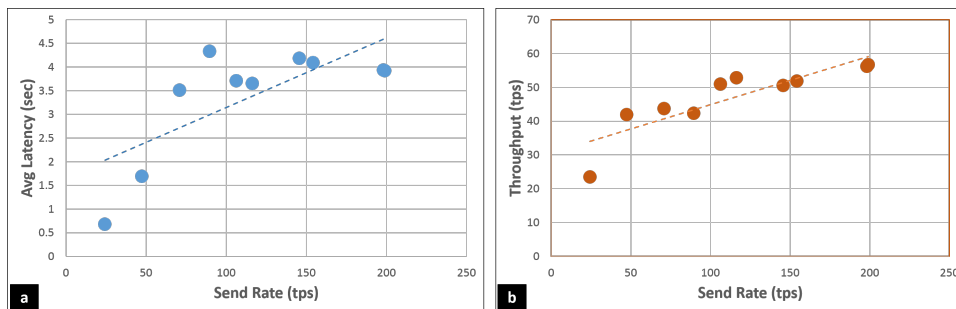 5
4.5
4
3.5
3
2.5
2
1.5
1
0.5
0
0 50 100 150 200 250
Avg Latency (sec)
Send Rate (tps)
a
70
60
50
40
30
20
10
0
0 50 100 150 200 250
Throughput (tps)
Send Rate (tps)
b